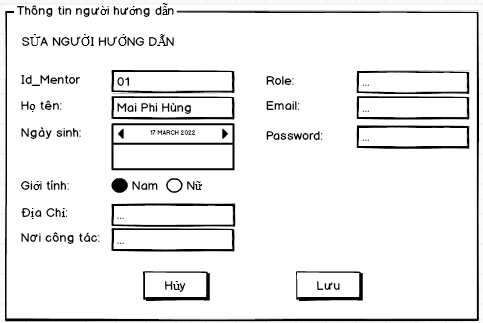 Thông tin người hướng dẫn
SỬA NGƯỜI HƯỚNG DẪN
Id_Mentor 01
Họ tên: Mai Phi Hùng
Ngày sinh: 17 MARCH 2022
Giới tính: Nam Nữ
Địa Chỉ: ...
Nơi công tác: ...
Role: ...
Email: ...
Password: ...
Hủy Lưu